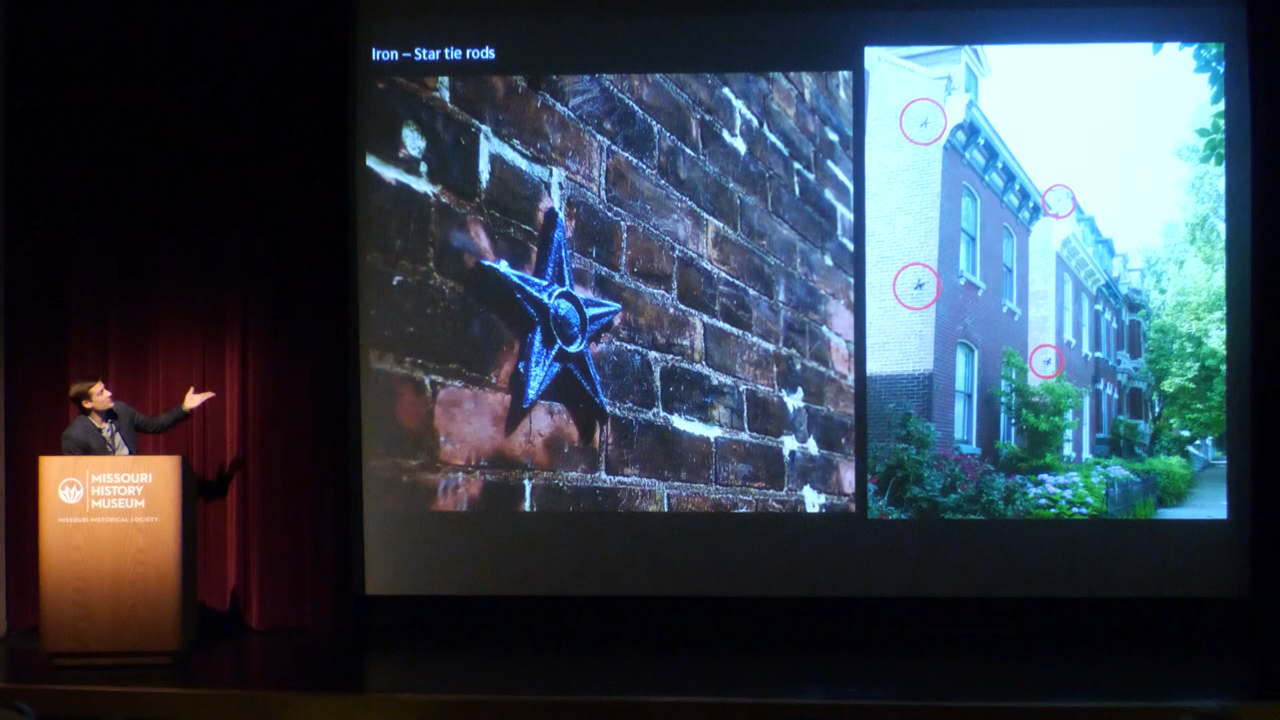 Iron – Star tie rods
MISSOURI
HISTORY
MUSEUM
MISSOURI HISTORICAL SOCIETY